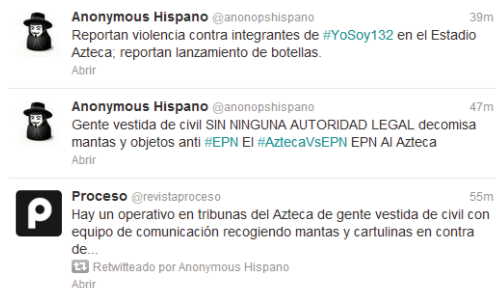 Anonymous Hispano @anonopshispano 39m
Reportan violencia contra integrantes de #YoSoy132 en el Estadio
Azteca; reportan lanzamiento de botellas.
Abrir
Anonymous Hispano @anonopshispano 47m
Gente vestida de civil SIN NINGUNA AUTORIDAD LEGAL decomisa
mantas y objetos anti #EPN El #AztecaVsEPN EPN Al Azteca
Abrir
Proceso @revistaproceso 55m
Hay un operativo en tribunas del Azteca de gente vestida de civil con
equipo de comunicación recogiendo mantas y cartulinas en contra
de...
Retwitteado por Anonymous Hispano
Abrir